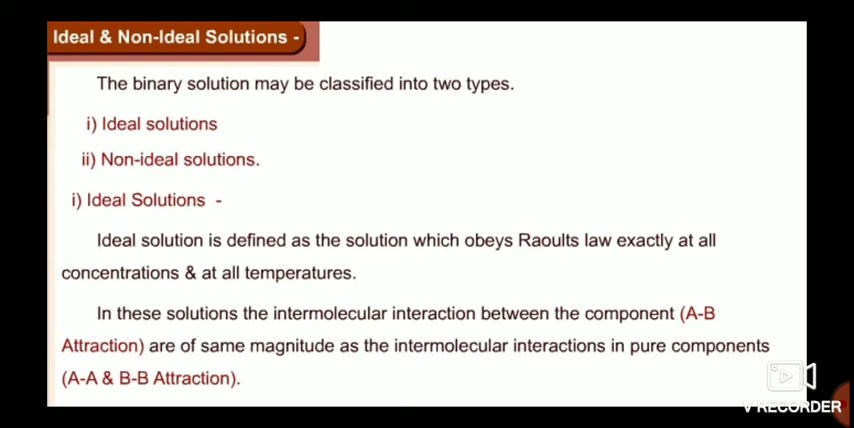 Ideal & Non-Ideal Solutions -
The binary solution may be classified into two types.
i) Ideal solutions
ii) Non-ideal solutions.
i) Ideal Solutions -
Ideal solution is defined as the solution which obeys Raoults law exactly at all
concentrations & at all temperatures.
In these solutions the intermolecular interaction between the component (A-B
Attraction) are of same magnitude as the intermolecular interactions in pure components
(A-A & B-B Attraction).
V RECORDER